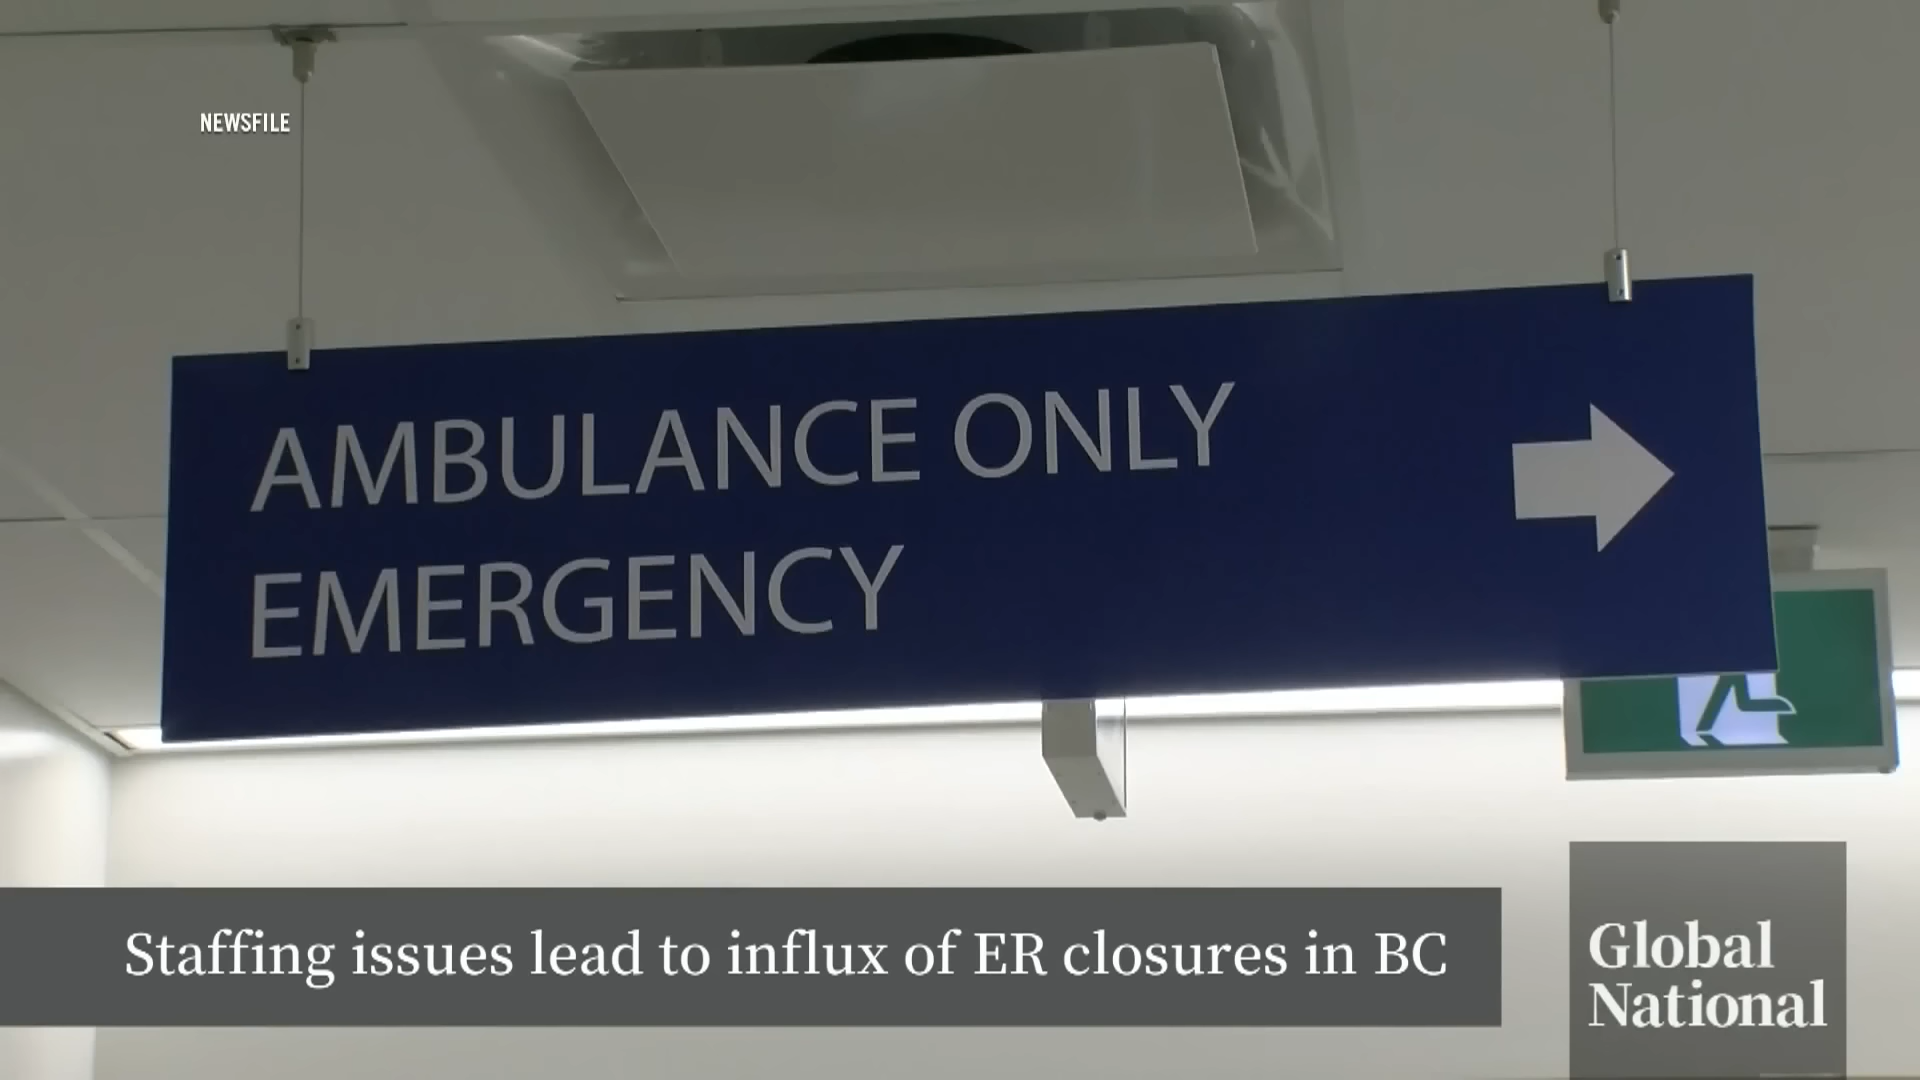 NEWSFILE
AMBULANCE ONLY
EMERGENCY
Staffing issues lead to influx of ER closures in BC
Global
National